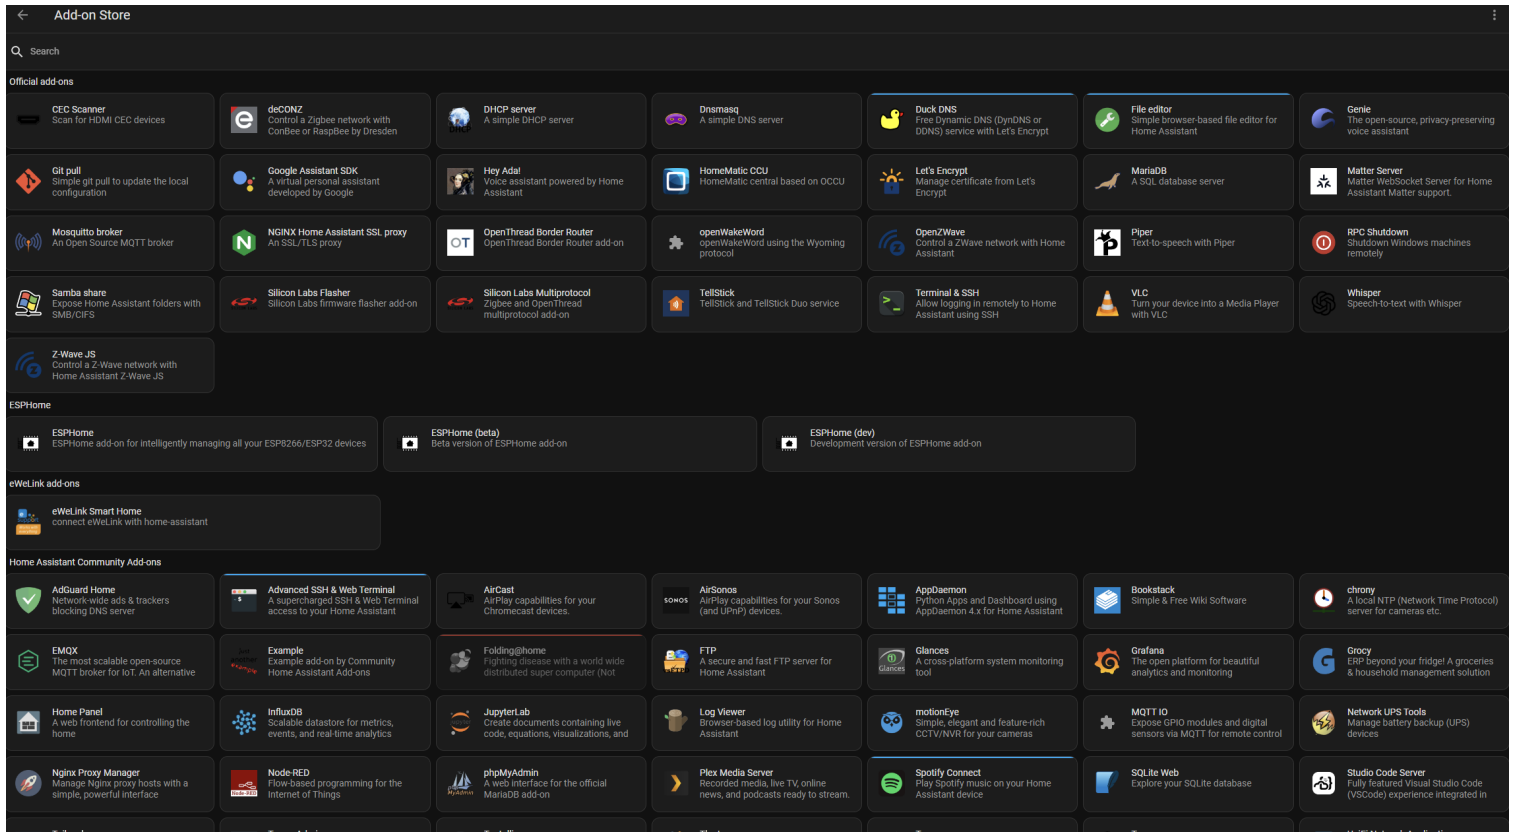 Add-on Store
Search
Official add-ons
CEC Scanner
Scan for HDMI CEC devices
deCONZ
Control a Zigbee network with
ConBee or RaspBee by Dresden
DHCP server
A simple DHCP server
Dnsmasq
A simple DNS server
Duck DNS
Free Dynamic DNS (DynDNS or
DDNS) service with Let's Encrypt
File editor
Simple browser-based file editor for
Home Assistant
Genie
The open-source, privacy-preserving
voice assistant
Git pull
Simple git pull to update the local
configuration
Google Assistant SDK
A virtual personal assistant
developed by Google
Hey Ada!
Voice assistant powered by Home
Assistant
HomeMatic CCU
HomeMatic central based on OCCU
Let's Encrypt
Manage certificate from Let's
Encrypt
MariaDB
A SQL database server
Matter Server
Matter WebSocket Server for Home
Assistant Matter support.
Mosquitto broker
An Open Source MQTT broker
NGINX Home Assistant SSL proxy
An SSL/TLS proxy
OT
OpenThread Border Router
OpenThread Border Router add-on
openWakeWord
openWakeWord using the Wyoming
protocol
OpenZWave
Control a ZWave network with Home
Assistant
Piper
Text-to-speech with Piper
RPC Shutdown
Shutdown Windows machines
remotely
Samba share
Expose Home Assistant folders with
SMB/CIFS
Silicon Labs Flasher
Silicon Labs firmware flasher add-on
Silicon Labs Multiprotocol
Zigbee and OpenThread
multiprotocol add-on
TellStick
TellStick and TellStick Duo service
Terminal & SSH
Allow logging in remotely to Home
Assistant using SSH
VLC
Turn your device into a Media Player
with VLC
Whisper
Speech-to-text with Whisper
Z-Wave JS
Control a Z-Wave network with
Home Assistant Z-Wave JS
ESPHome
ESPHome
ESPHome add-on for intelligently managing all your ESP8266/ESP32 devices
ESPHome (beta)
Beta version of ESPHome add-on
ESPHome (dev)
Development version of ESPHome add-on
eWeLink add-ons
eWeLink Smart Home
connect eWeLink with home-assistant
Home Assistant Community Add-ons
AdGuard Home
Network-wide ads & trackers
blocking DNS server
Advanced SSH & Web Terminal
A supercharged SSH & Web Terminal
access to your Home Assistant
AirCast
AirPlay capabilities for your
Chromecast devices.
SONOS
AirSonos
AirPlay capabilities for your Sonos
(and UPnP) devices.
AppDaemon
Python Apps and Dashboard using
AppDaemon 4.x for Home Assistant
Bookstack
Simple & Free Wiki Software
chrony
A local NTP (Network Time Protocol)
server for cameras etc.
EMQX
The most scalable open-source
MQTT broker for IoT. An alternative
Example
Example add-on by Community
Home Assistant Add-ons
Folding@home
Fighting disease with a world wide
distributed super computer (Not
FTP
A secure and fast FTP server for
Home Assistant
Glances
Glances
A cross-platform system monitoring
tool
Grafana
The open platform for beautiful
analytics and monitoring
Grocy
ERP beyond your fridge! A groceries
& household management solution
Home Panel
A web frontend for controlling the
home
InfluxDB
Scalable datastore for metrics,
events, and real-time analytics
JupyterLab
Create documents containing live
code, equations, visualizations, and
Log Viewer
Browser-based log utility for Home
Assistant
motionEye
Simple, elegant and feature-rich
CCTV/NVR for your cameras
MQTT IO
Expose GPIO modules and digital
sensors via MQTT for remote control
Network UPS Tools
Manage battery backup (UPS)
devices
Nginx Proxy Manager
Manage Nginx proxy hosts with a
simple, powerful interface
Node-RED
Node-RED
Flow-based programming for the
Internet of Things
phpMyAdmin
A web interface for the official
MariaDB add-on
Plex Media Server
Recorded media, live TV, online
news, and podcasts ready to stream.
Spotify Connect
Play Spotify music on your Home
Assistant device
SQLite Web
Explore your SQLite database
Studio Code Server
Fully featured Visual Studio Code
(VSCode) experience integrated in